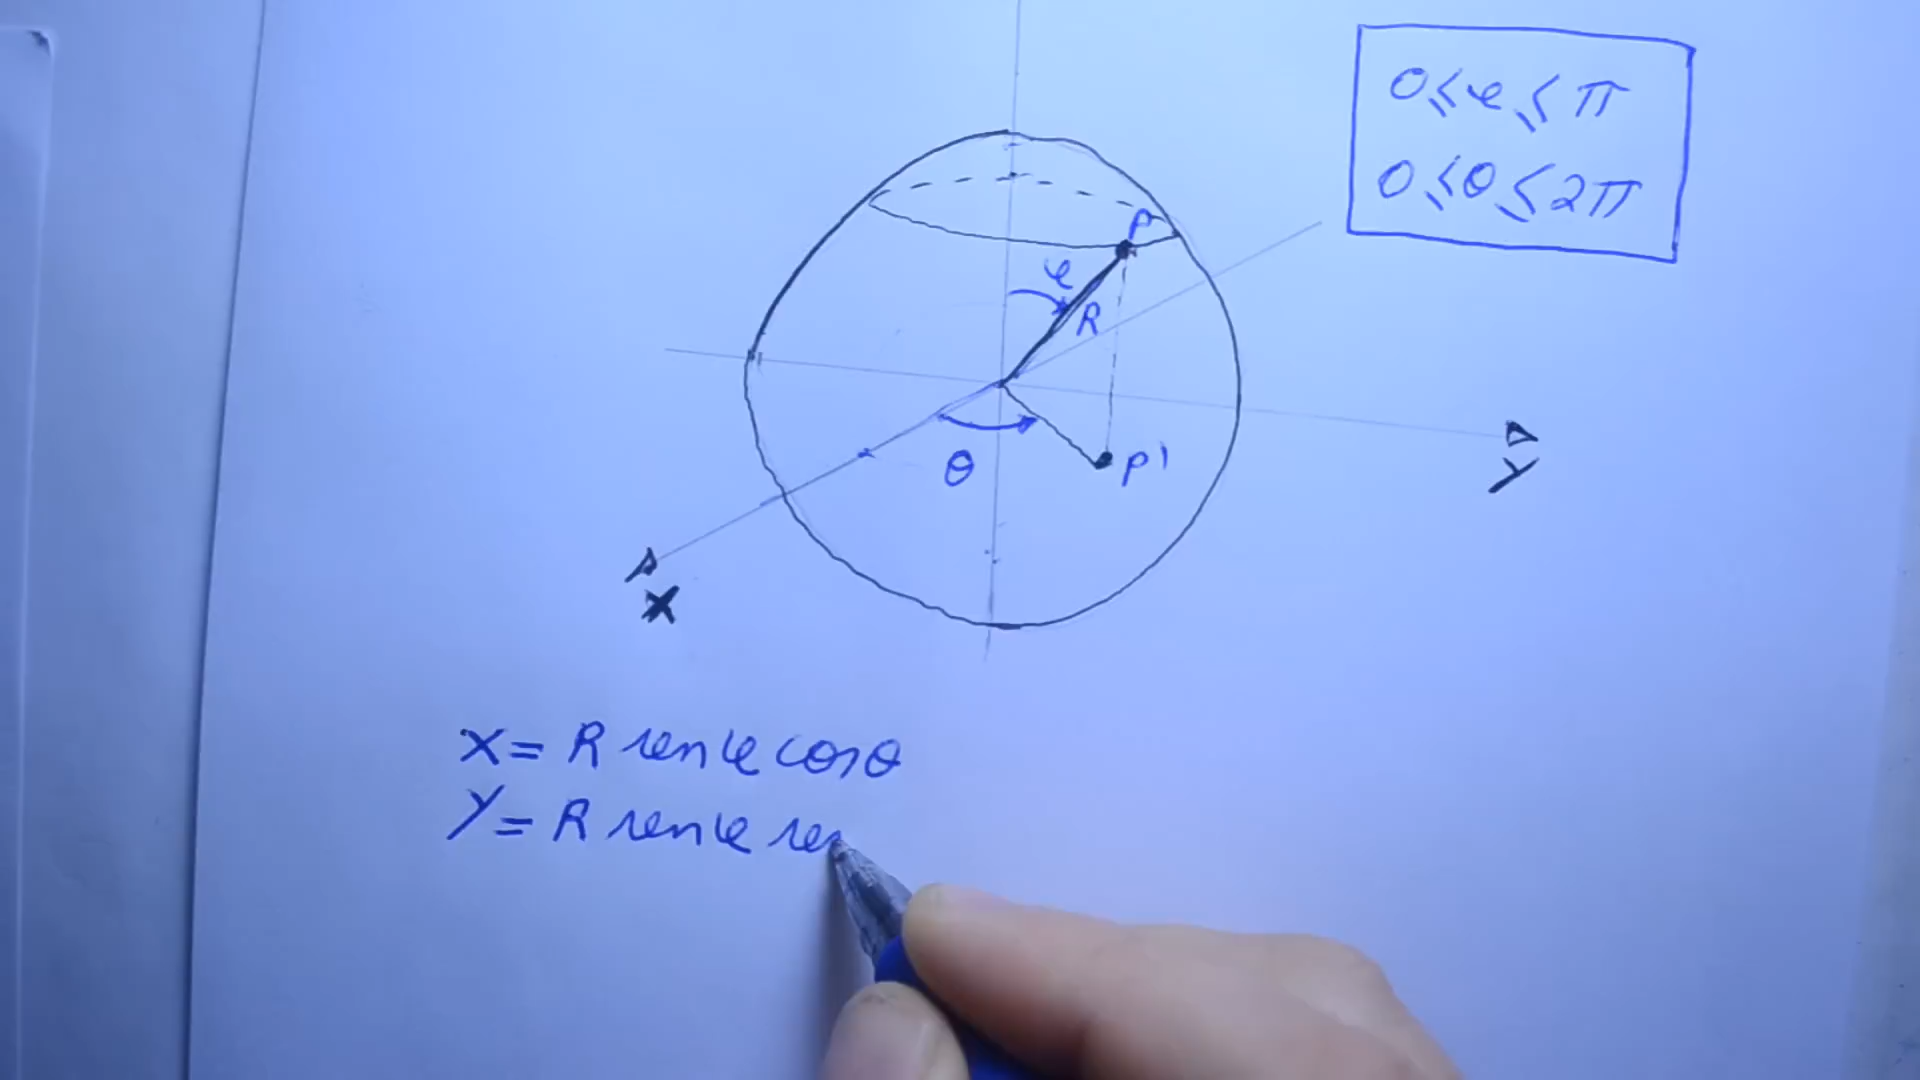 0 ≤ φ ≤ π
0 ≤ θ ≤ 2π
P
φ
R
θ
P'
Y
X
X = R sen φ cos θ
Y = R sen φ sen